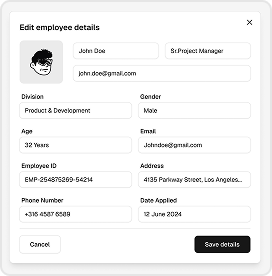 Edit employee details
John Doe
Sr.Project Manager
john.doe@gmail.com
Division
Gender
Product & Development
Male
Age
Email
32 Years
Johndoe@gmail.com
Employee ID
Address
EMP-254875269-54214
4135 Parkway Street, Los Angeles...
Phone Number
Date Applied
+316 4587 6589
12 June 2024
Cancel
Save details